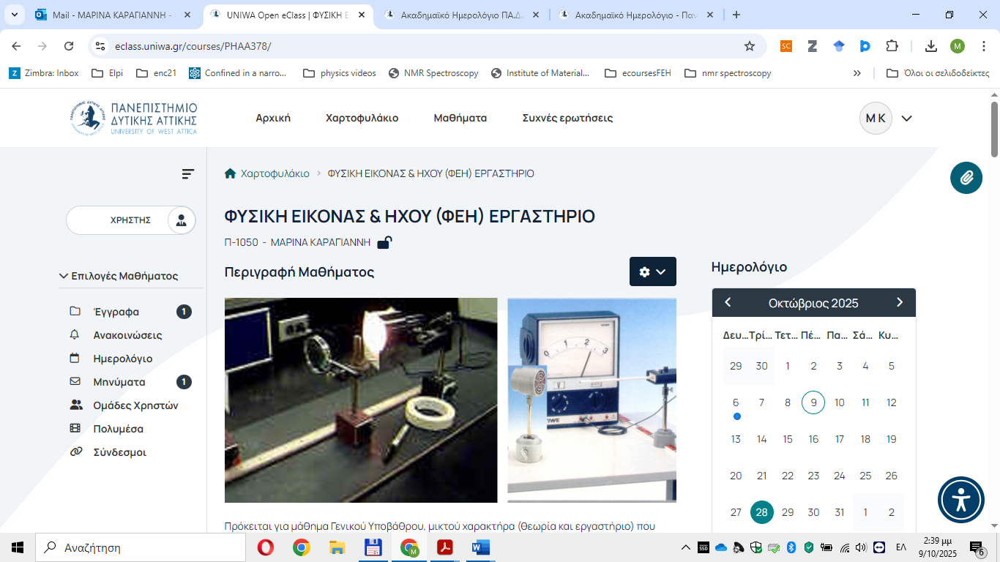 Mail - ΜΑΡΙΝΑ ΚΑΡΑΓΙΑΝΝΗ -
UNIWA Open eClass | ΦΥΣΙΚΗ Ε
Ακαδημαϊκό Ημερολόγιο ΠΑ.Δ.
Ακαδημαϊκό Ημερολόγιο - Παν
eclass.uniwa.gr/courses/PHAA378/
SC
M
Z Zimbra: Inbox
Elpi
enc21
Confined in a narro...
physics videos
NMR Spectroscopy
Institute of Material...
ecoursesFEH
nmr spectroscopy
Όλοι οι σελιδοδείκτες
ΠΑΝΕΠΙΣΤΗΜΙΟ
ΔΥΤΙΚΗΣ ΑΤΤΙΚΗΣ
UNIVERSITY OF WEST ATTICA
Αρχική
Χαρτοφυλάκιο
Μαθήματα
Συχνές ερωτήσεις
Μ Κ
Χαρτοφυλάκιο > ΦΥΣΙΚΗ ΕΙΚΟΝΑΣ & ΗΧΟΥ (ΦΕΗ) ΕΡΓΑΣΤΗΡΙΟ
ΧΡΗΣΤΗΣ
Επιλογές Μαθήματος
Έγγραφα 1
Ανακοινώσεις
Ημερολόγιο
Μηνύματα 1
Ομάδες Χρηστών
Πολυμέσα
Σύνδεσμοι
ΦΥΣΙΚΗ ΕΙΚΟΝΑΣ & ΗΧΟΥ (ΦΕΗ) ΕΡΓΑΣΤΗΡΙΟ
Π-1050 - ΜΑΡΙΝΑ ΚΑΡΑΓΙΑΝΝΗ
Περιγραφή Μαθήματος
1 2 3
V
Πρόκειται για μάθημα Γενικού Υποβάθρου, μικτού χαρακτήρα (θεωρία και εργαστήριο) που
Ημερολόγιο
Οκτώβριος 2025
Δευ... Τρί... Τετ... Πέ... Πα... Σά... Κυ...
29 30 1 2 3 4 5
6 7 8 9 10 11 12
13 14 15 16 17 18 19
20 21 22 23 24 25 26
27 28 29 30 31 1 2
Αναζήτηση
SSD
ΕΛ
2:39 μμ
9/10/2025
6